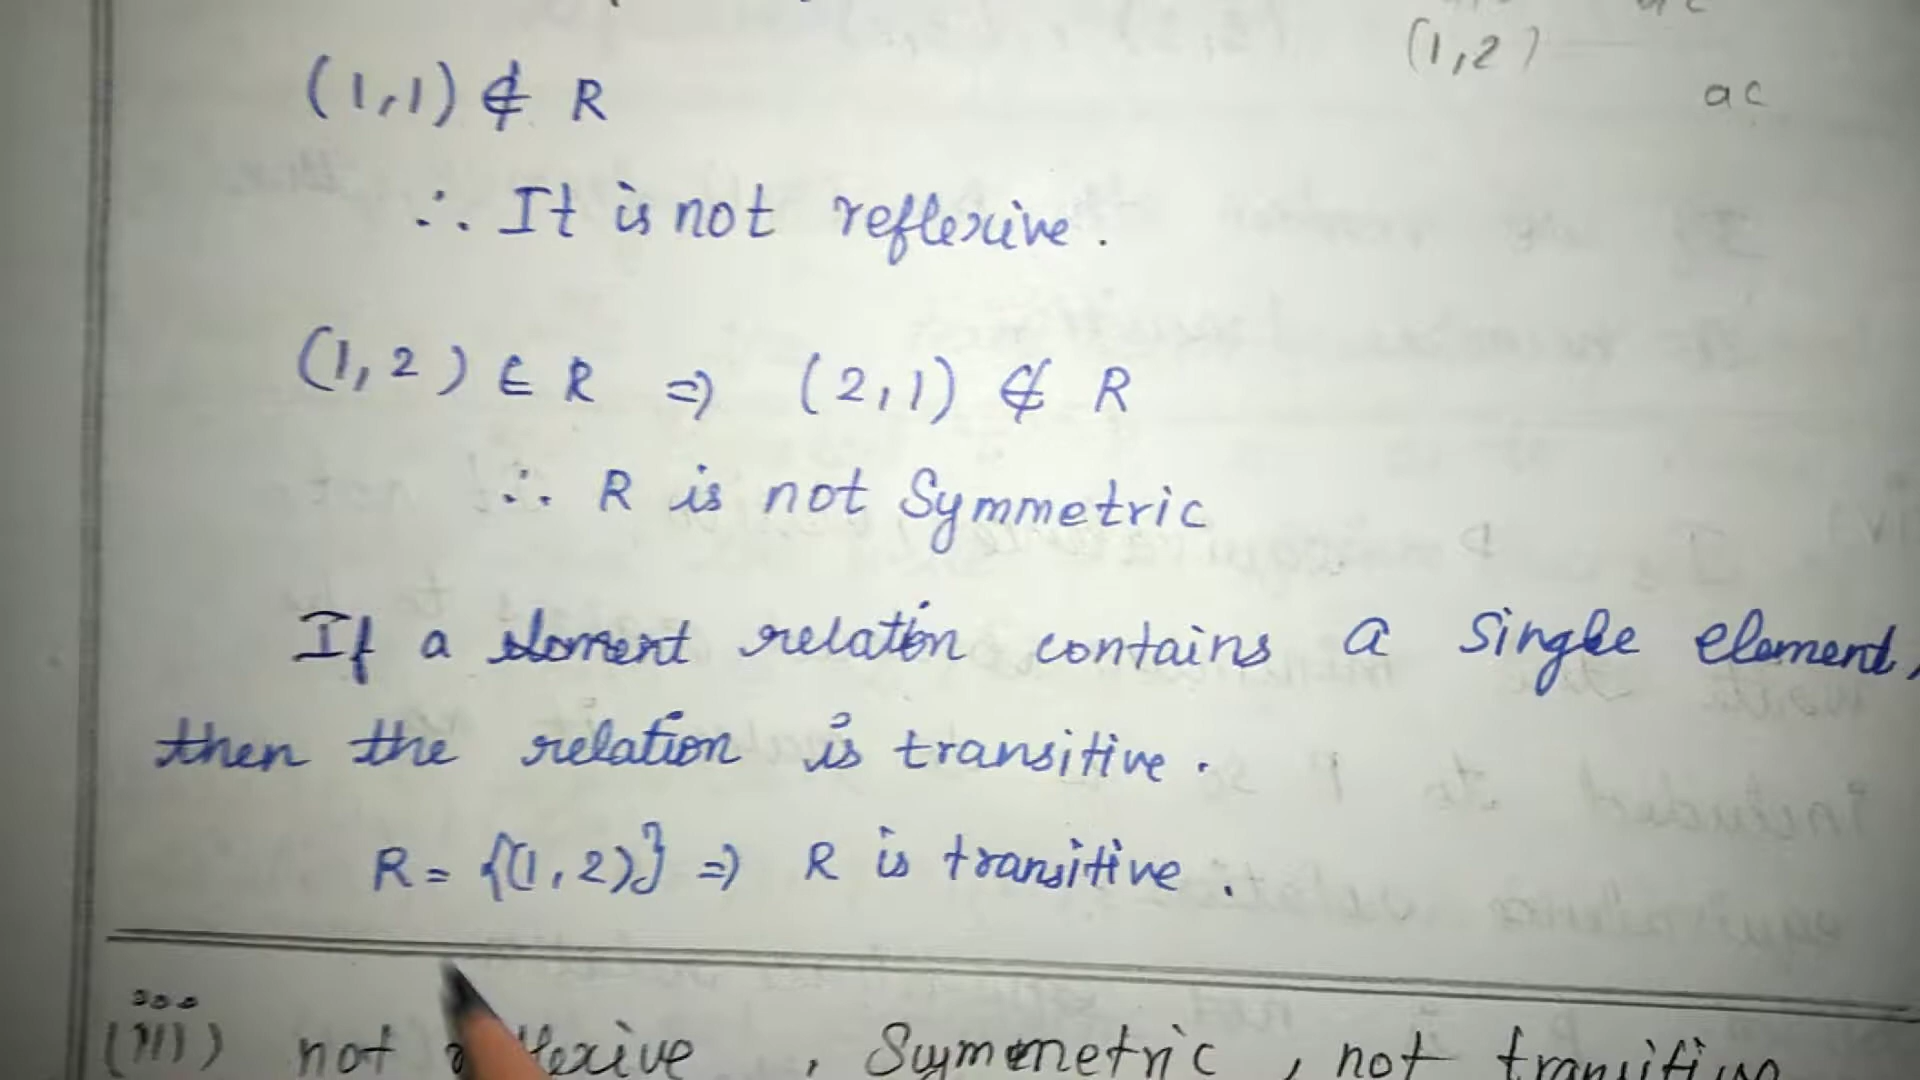 (1,2)
ac
(1,1) ∉ R
∴ It is not reflexive.
(1,2) ∈ R ⇒ (2,1) ∉ R
∴ R is not Symmetric
If a relation contains a single element,
then the relation is transitive.
R = {(1,2)} ⇒ R is transitive.
(iii) not , Symmetric , not transitive